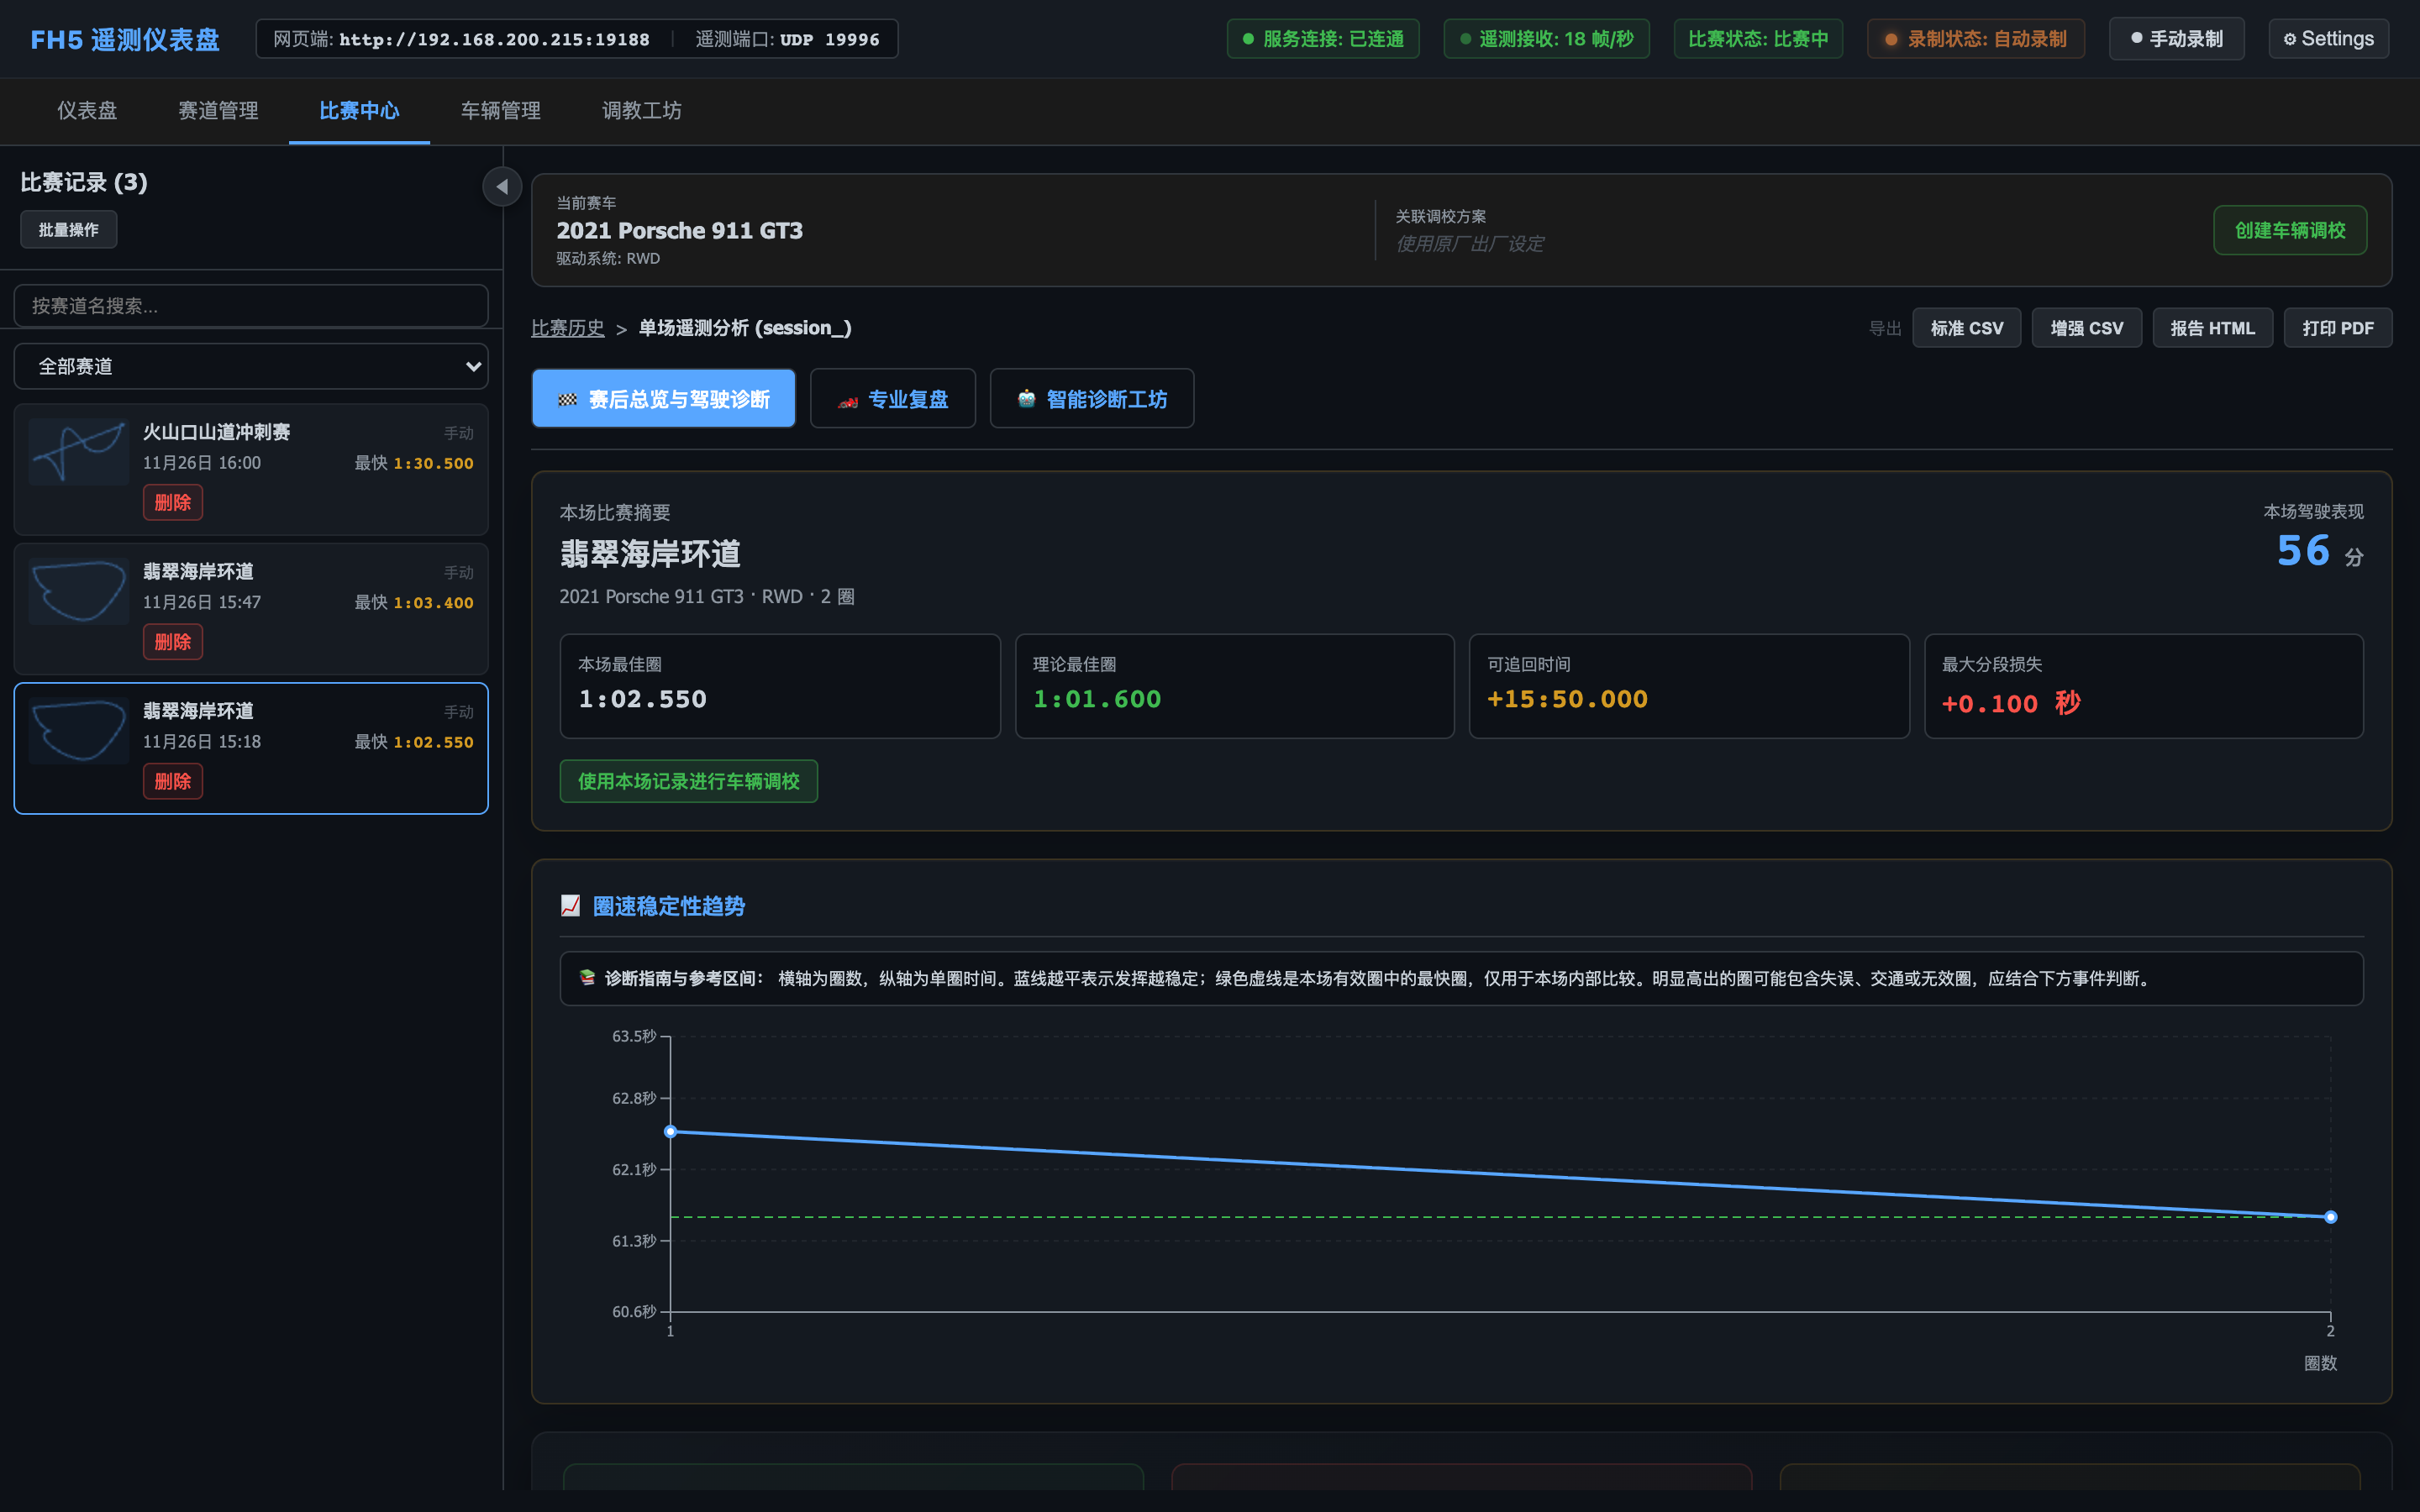 FH5 遥测仪表盘
网页端: http://192.168.200.215:19188 | 遥测端口: UDP 19996
服务连接: 已连通
遥测接收: 18 帧/秒
比赛状态: 比赛中
录制状态: 自动录制
手动录制
Settings
仪表盘 赛道管理 比赛中心 车辆管理 调教工坊
比赛记录 (3)
批量操作
按赛道名搜索...
全部赛道
火山口山道冲刺赛 手动
11月26日 16:00 最快 1:30.500
删除
翡翠海岸环道 手动
11月26日 15:47 最快 1:03.400
删除
翡翠海岸环道 手动
11月26日 15:18 最快 1:02.550
删除
当前赛车
2021 Porsche 911 GT3
驱动系统: RWD
关联调校方案
使用原厂出厂设定
创建车辆调校
比赛历史 > 单场遥测分析 (session_)
导出 标准 CSV 增强 CSV 报告 HTML 打印 PDF
赛后总览与驾驶诊断 专业复盘 智能诊断工坊
本场比赛摘要
翡翠海岸环道
2021 Porsche 911 GT3 · RWD · 2 圈
本场驾驶表现
56 分
本场最佳圈
1:02.550
理论最佳圈
1:01.600
可追回时间
+15:50.000
最大分段损失
+0.100 秒
使用本场记录进行车辆调校
圈速稳定性趋势
诊断指南与参考区间： 横轴为圈数，纵轴为单圈时间。蓝线越平表示发挥越稳定；绿色虚线是本场有效圈中的最快圈，仅用于本场内部比较。明显高出的圈可能包含失误、交通或无效圈，应结合下方事件判断。
63.5秒
62.8秒
62.1秒
61.3秒
60.6秒
1 2
圈数